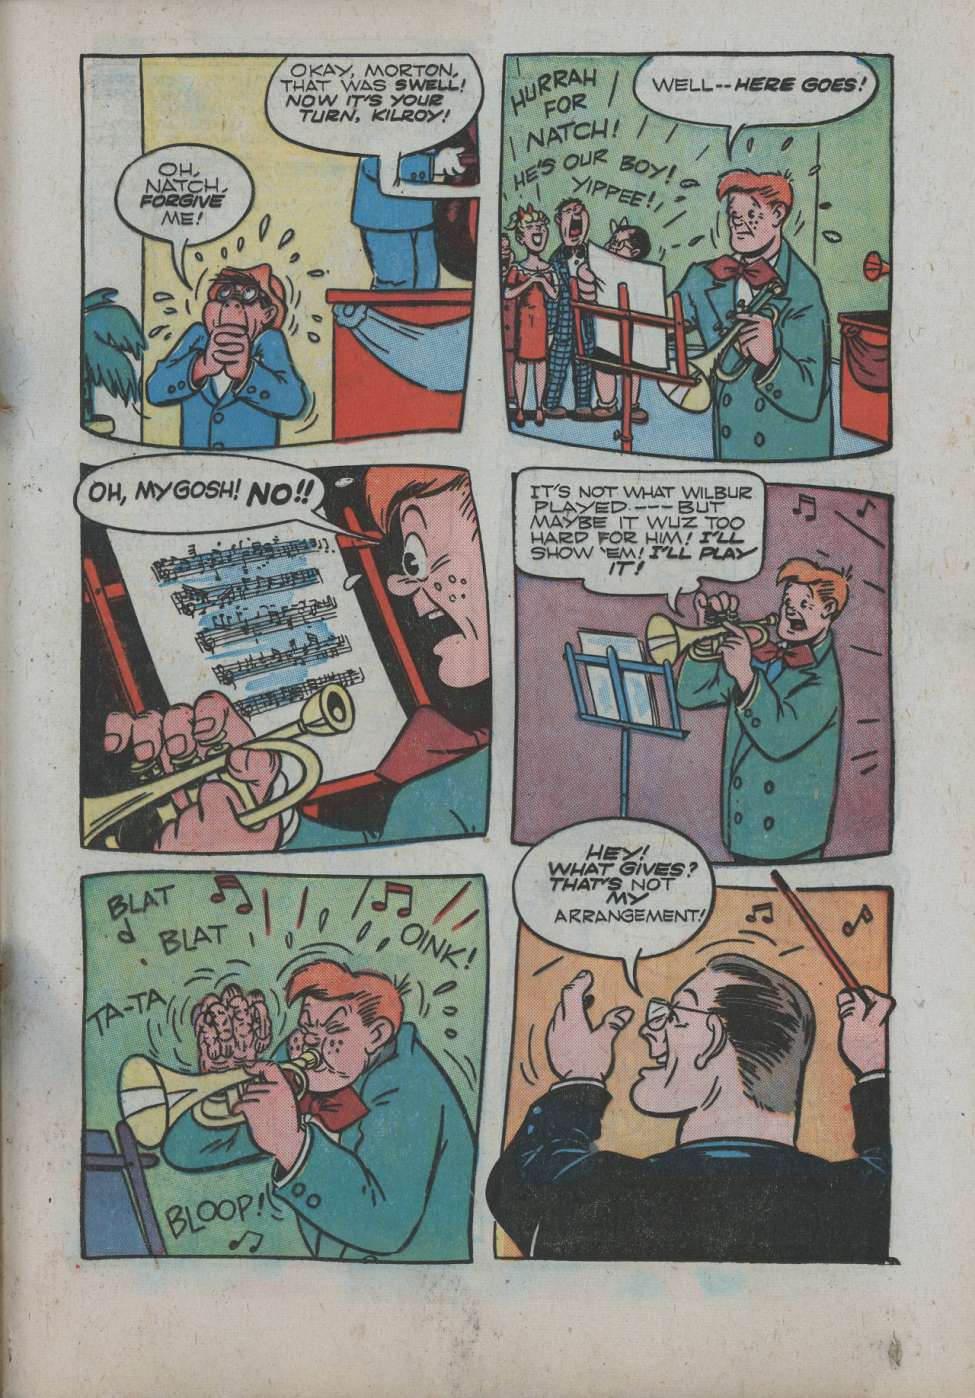 OKAY, MORTON,
THAT WAS SWELL!
NOW IT'S YOUR
TURN, KILROY!
OH,
NATCH,
FORGIVE
ME!
HURRAH
FOR
NATCH!
HE'S OUR BOY!
YIPPEE!
WELL--HERE GOES!
OH, MY GOSH! NO!!
IT'S NOT WHAT WILBUR
PLAYED --- BUT
MAYBE IT WUZ TOO
HARD FOR HIM! I'LL
SHOW 'EM! I'LL PLAY
IT!
BLAT
BLAT
OINK!
TA-TA
BLOOP!
HEY!
WHAT GIVES?
THAT'S NOT
MY
ARRANGEMENT!